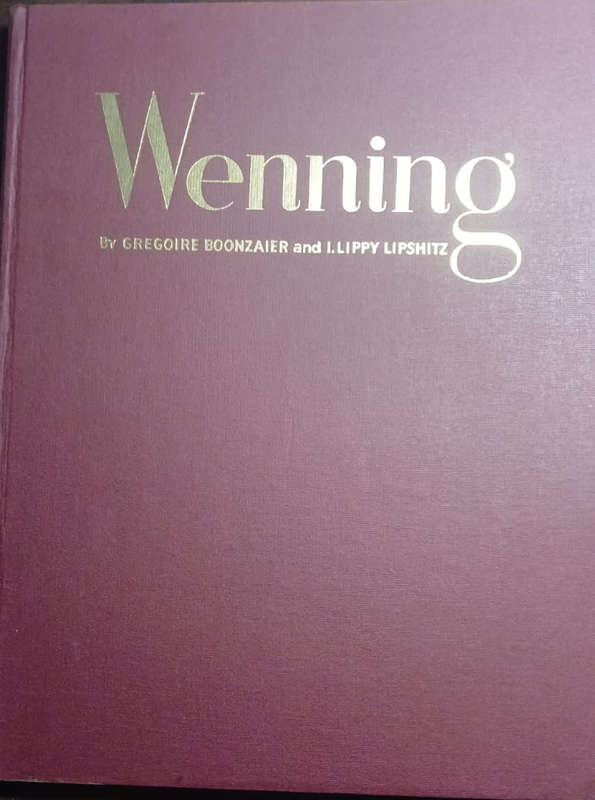 Wenning
By GREGOIRE BOONZAIER and I. LIPPY LIPSHITZ